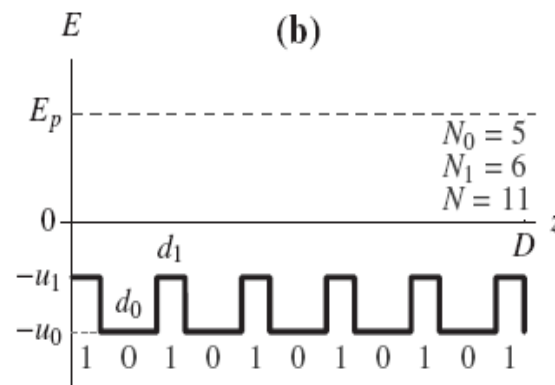 E
(b)
E_p
N_0 = 5
N_1 = 6
N = 11
0
z
D
d_1
-u_1
d_0
-u_0
1 0 1 0 1 0 1 0 1 0 1